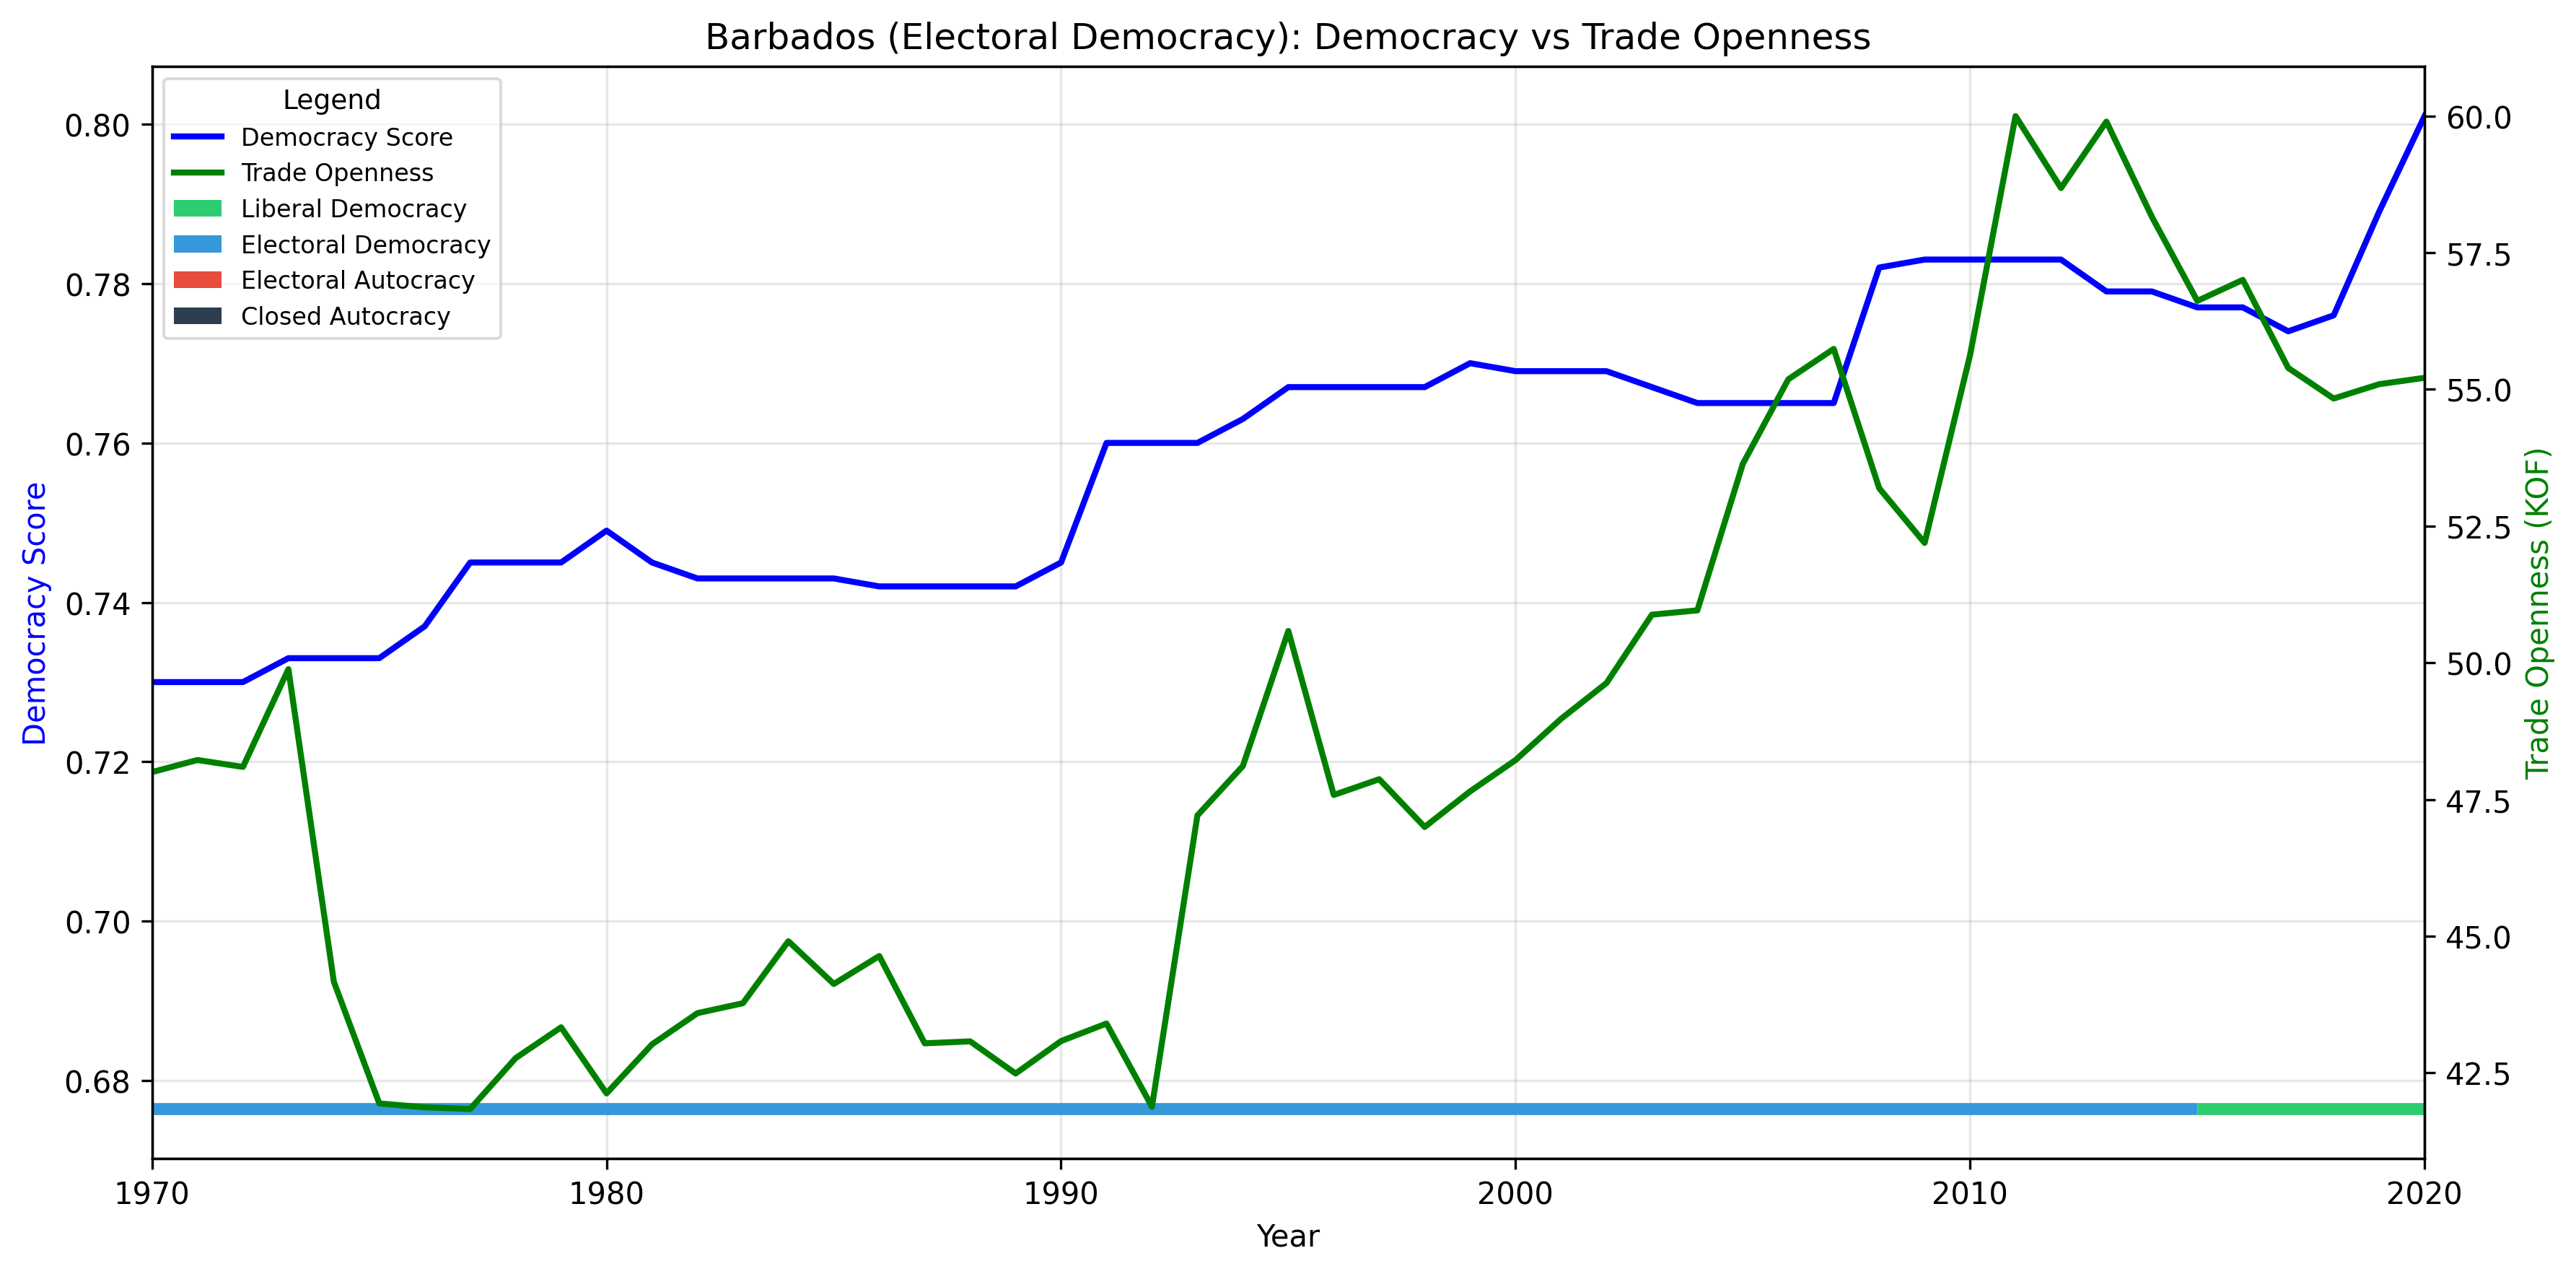 Barbados (Electoral Democracy): Democracy vs Trade Openness
Legend
Democracy Score
Trade Openness
Liberal Democracy
Electoral Democracy
Electoral Autocracy
Closed Autocracy
0.80
0.78
0.76
0.74
0.72
0.70
0.68
Democracy Score
60.0
57.5
55.0
52.5
50.0
47.5
45.0
42.5
Trade Openness (KOF)
1970
1980
1990
2000
2010
2020
Year